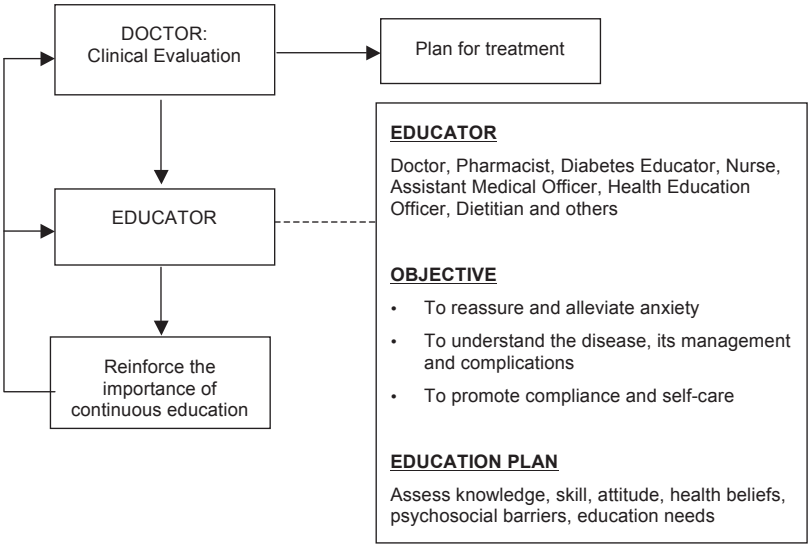 DOCTOR:
Clinical Evaluation
Plan for treatment
EDUCATOR
Reinforce the
importance of
continuous education
EDUCATOR
Doctor, Pharmacist, Diabetes Educator, Nurse,
Assistant Medical Officer, Health Education
Officer, Dietitian and others
OBJECTIVE
• To reassure and alleviate anxiety
• To understand the disease, its management
and complications
• To promote compliance and self-care
EDUCATION PLAN
Assess knowledge, skill, attitude, health beliefs,
psychosocial barriers, education needs